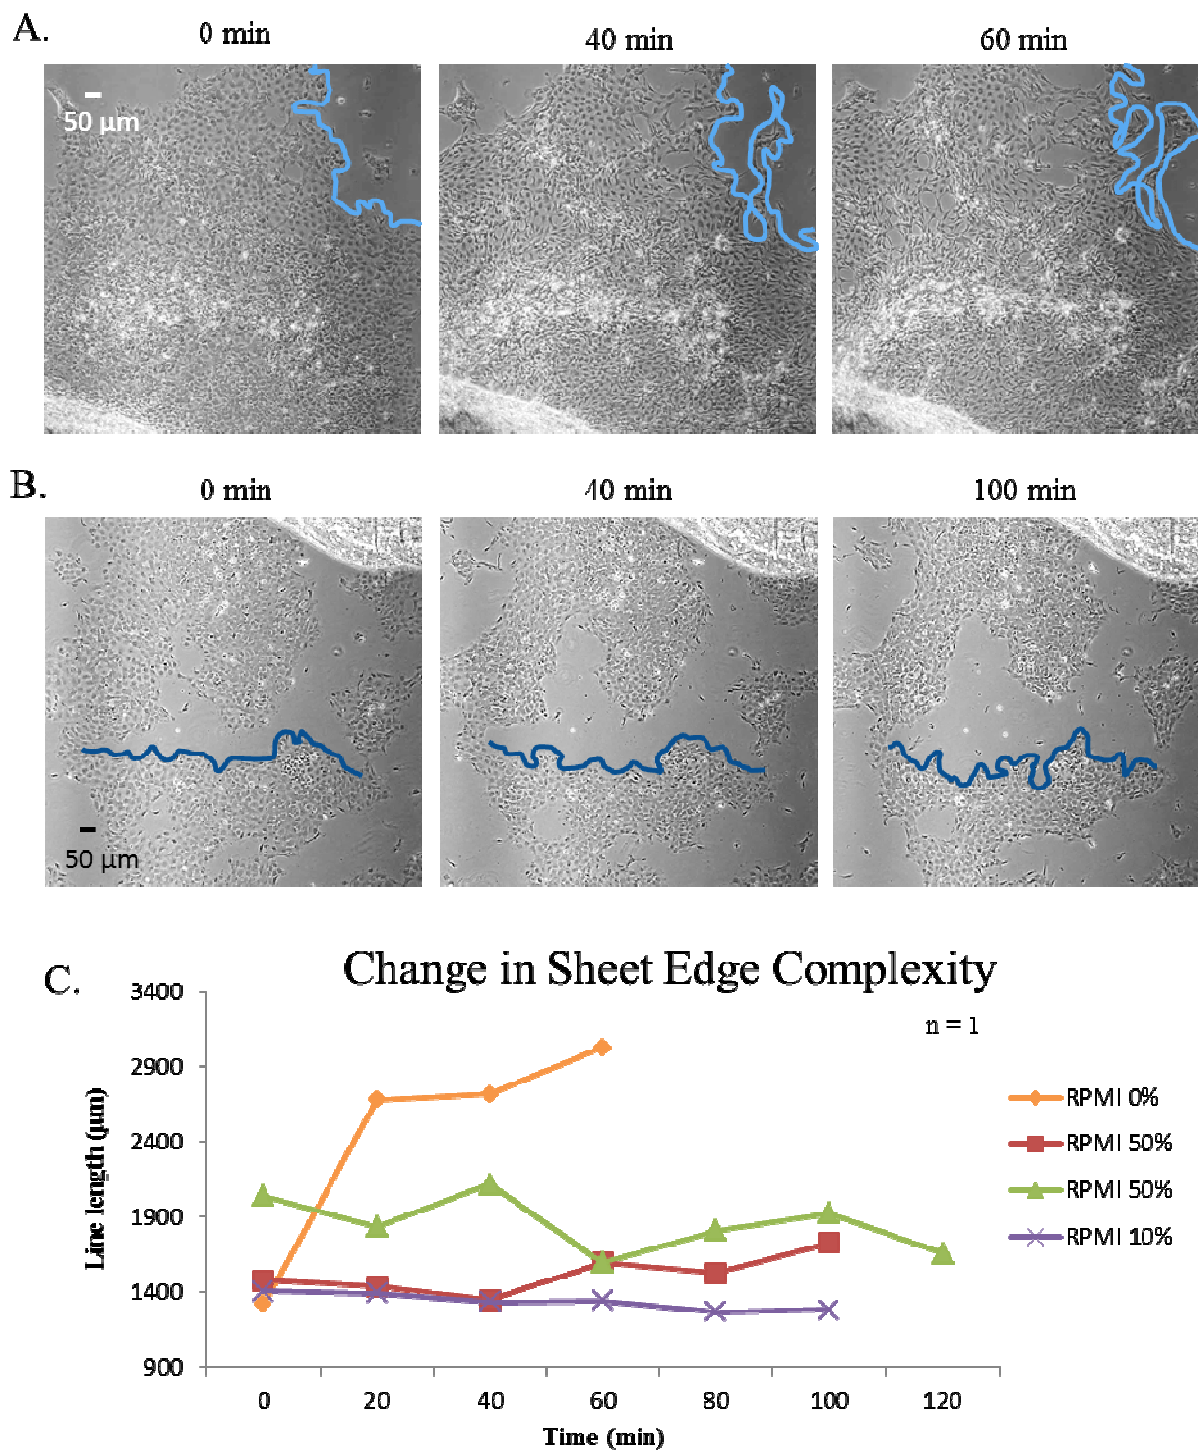 A.
0 min
40 min
60 min
50 µm
B.
0 min
40 min
100 min
50 µm
C.
Change in Sheet Edge Complexity
n = 1
3400
2900
2400
1900
1400
900
Line length (µm)
0
20
40
60
80
100
120
Time (min)
RPMI 0%
RPMI 50%
RPMI 50%
RPMI 10%